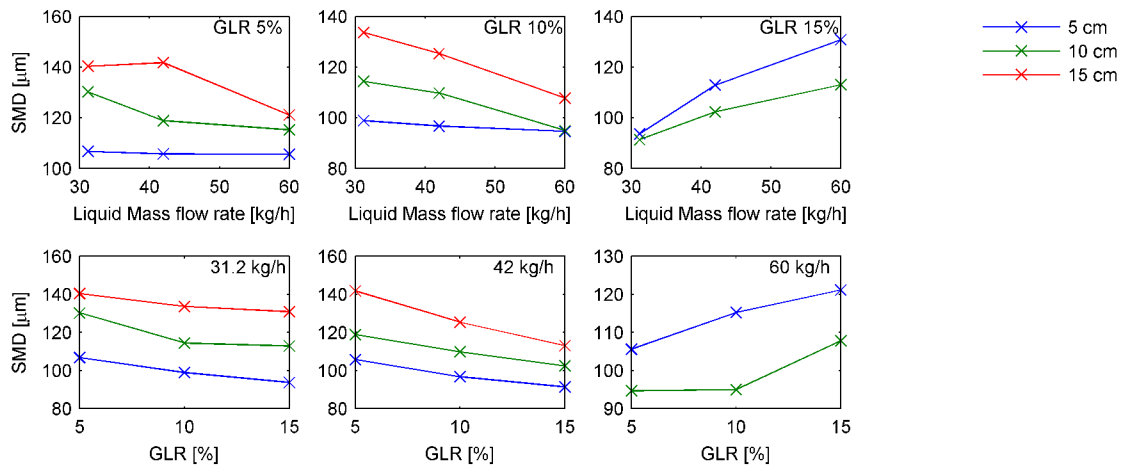 GLR 5%
GLR 10%
GLR 15%
5 cm
10 cm
15 cm
SMD [μm]
160
140
120
100
30
40
50
60
Liquid Mass flow rate [kg/h]
140
120
100
80
30
40
50
60
Liquid Mass flow rate [kg/h]
140
120
100
80
30
40
50
60
Liquid Mass flow rate [kg/h]
31.2 kg/h
42 kg/h
60 kg/h
SMD [μm]
160
140
120
100
80
5
10
15
GLR [%]
160
140
120
100
80
5
10
15
GLR [%]
130
120
110
100
90
5
10
15
GLR [%]